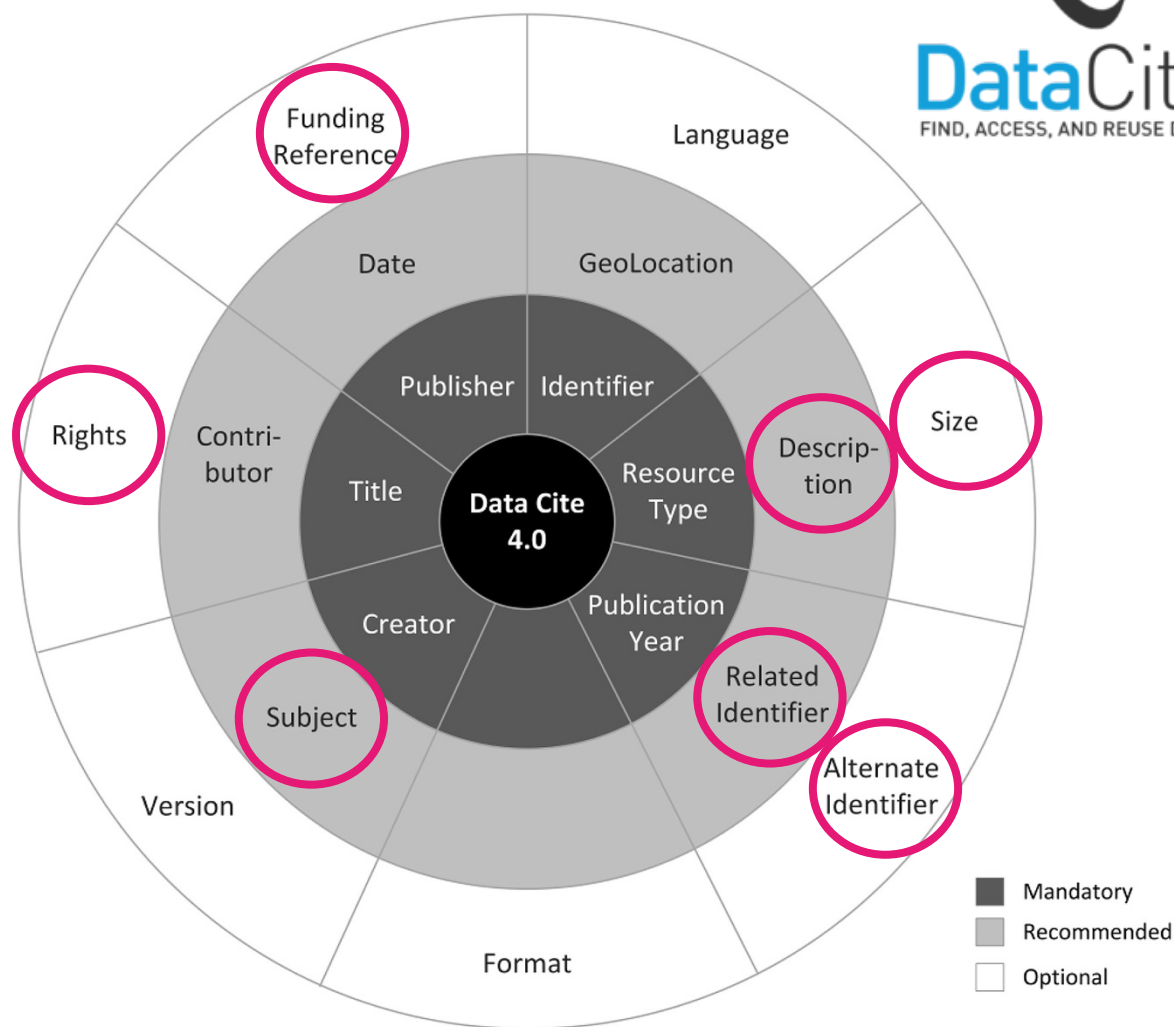 DataCit
FIND, ACCESS, AND REUSE D
Funding
Reference
Language
Date
GeoLocation
Publisher
Identifier
Rights
Contri-
butor
Title
Data Cite
4.0
Resource
Type
Descrip-
tion
Size
Creator
Publication
Year
Subject
Related
Identifier
Version
Alternate
Identifier
Format
Mandatory
Recommended
Optional